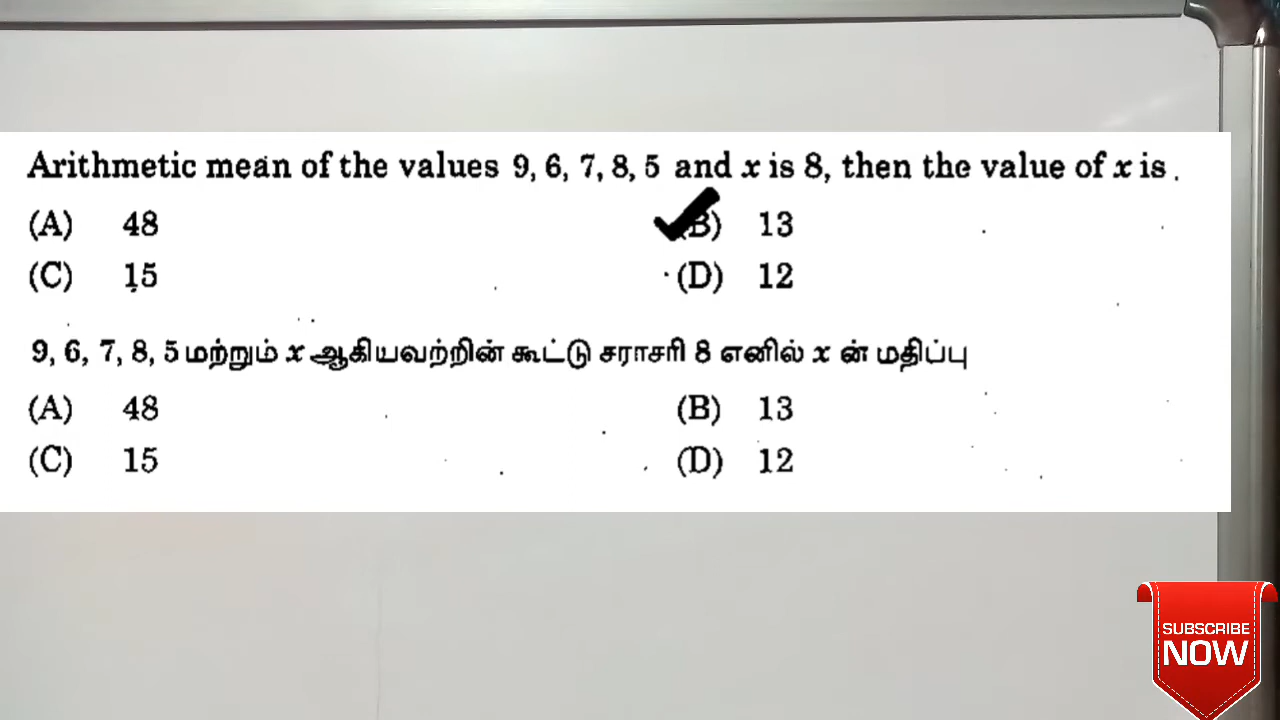 Arithmetic mean of the values 9, 6, 7, 8, 5 and x is 8, then the value of x is .
(A) 48 (B) 13
(C) 15 (D) 12
9, 6, 7, 8, 5 மற்றும் x ஆகியவற்றின் கூட்டு சராசரி 8 எனில் x ன் மதிப்பு
(A) 48 (B) 13
(C) 15 (D) 12
SUBSCRIBE
NOW